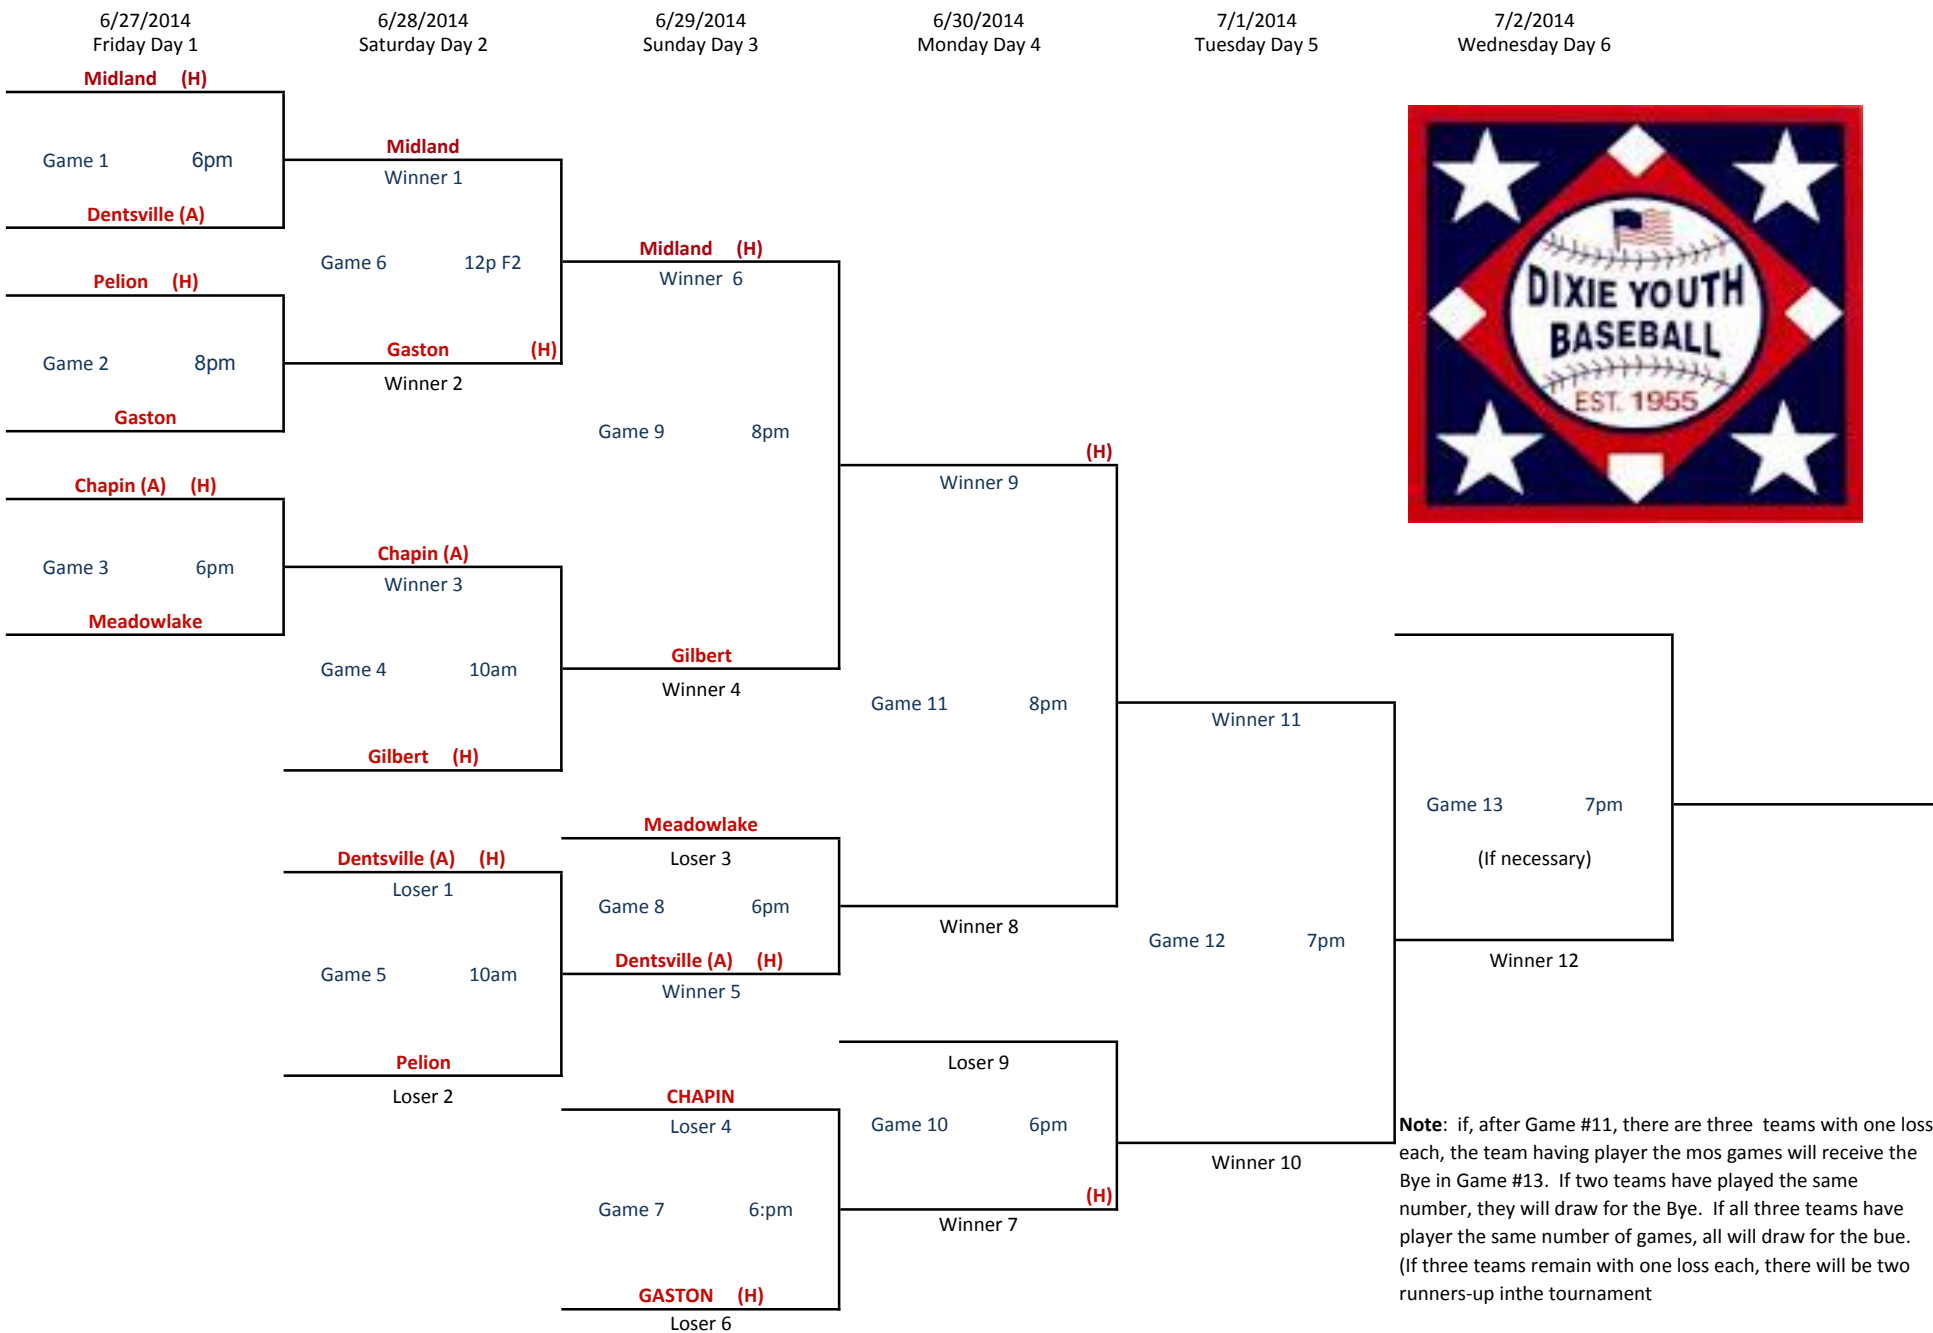 6/27/2014
Friday Day 1
6/28/2014
Saturday Day 2
6/29/2014
Sunday Day 3
6/30/2014
Monday Day 4
7/1/2014
Tuesday Day 5
7/2/2014
Wednesday Day 6
Midland (H)
Game 1 6pm
Dentsville (A)
Pelion (H)
Game 2 8pm
Gaston
Chapin (A) (H)
Game 3 6pm
Meadowlake
Midland
Winner 1
Game 6 12p F2
Gaston (H)
Winner 2
Chapin (A)
Winner 3
Game 4 10am
Gilbert (H)
Dentsville (A) (H)
Loser 1
Game 5 10am
Pelion
Loser 2
Midland (H)
Winner 6
Game 9 8pm
Gilbert
Winner 4
Meadowlake
Loser 3
Game 8 6pm
Dentsville (A) (H)
Winner 5
CHAPIN
Loser 4
Game 7 6:pm
GASTON (H)
Loser 6
(H)
Winner 9
Game 11 8pm
Winner 8
Loser 9
Game 10 6pm
(H)
Winner 7
Winner 11
Game 12 7pm
Winner 10
Game 13 7pm
(If necessary)
Winner 12
DIXIE YOUTH
BASEBALL
EST. 1955
Note: if, after Game #11, there are three teams with one loss
each, the team having player the mos games will receive the
Bye in Game #13. If two teams have played the same
number, they will draw for the Bye. If all three teams have
player the same number of games, all will draw for the bue.
(If three teams remain with one loss each, there will be two
runners-up inthe tournament